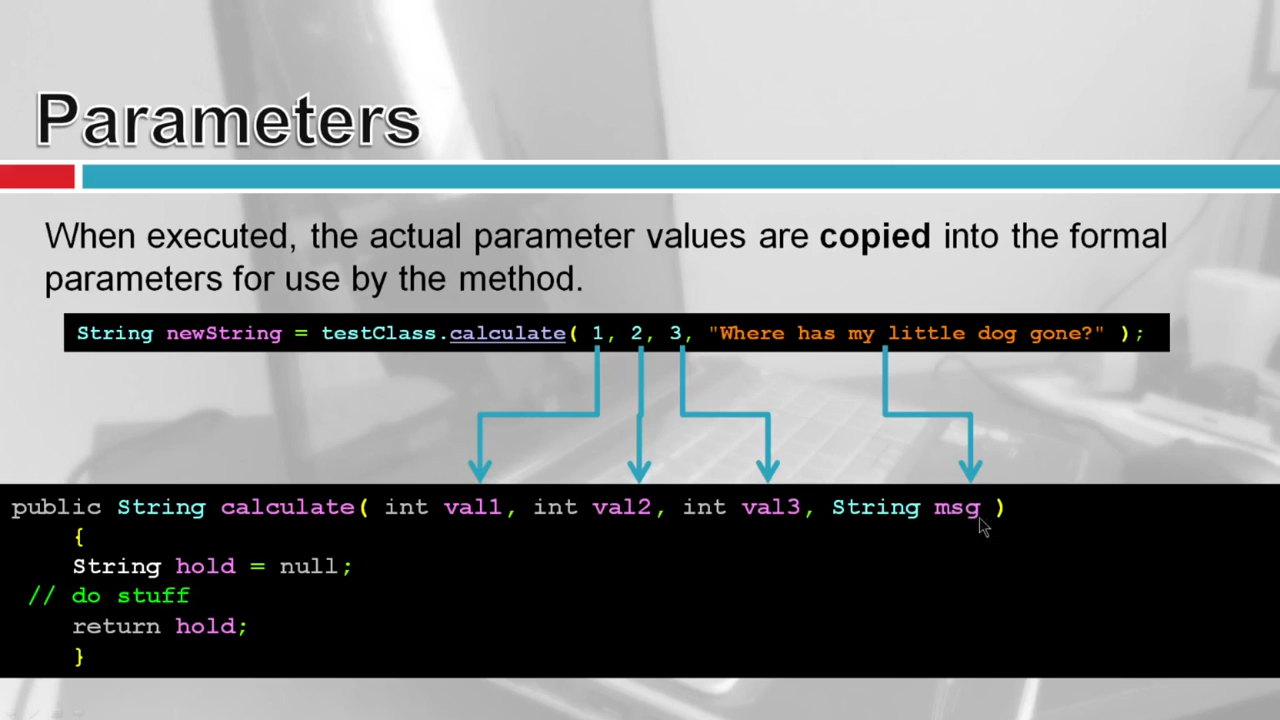 Parameters
When executed, the actual parameter values are copied into the formal
parameters for use by the method.
String newString = testClass.calculate( 1, 2, 3, "Where has my little dog gone?" );
public String calculate( int val1, int val2, int val3, String msg )
{
String hold = null;
// do stuff
return hold;
}